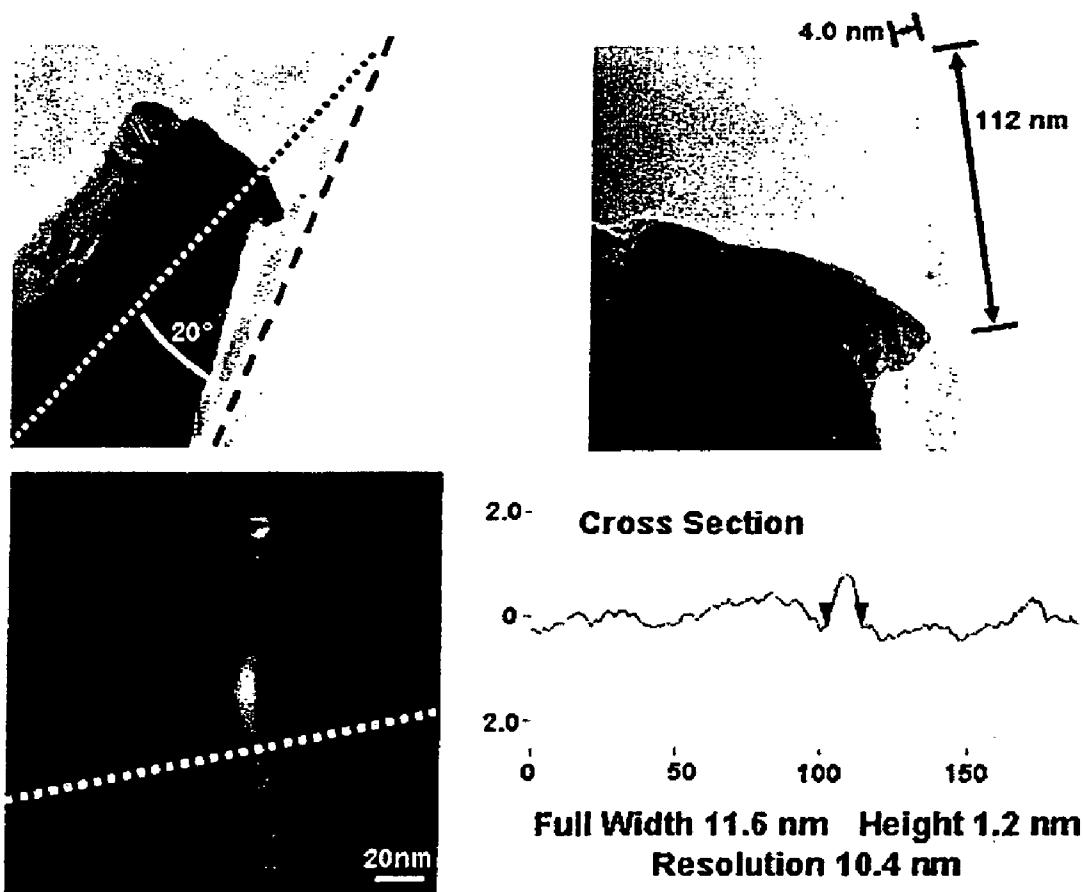 4.0 nm
112 nm
20°
20nm
Cross Section
2.0-
0-
2.0-
0 50 100 150
Full Width 11.6 nm Height 1.2 nm
Resolution 10.4 nm